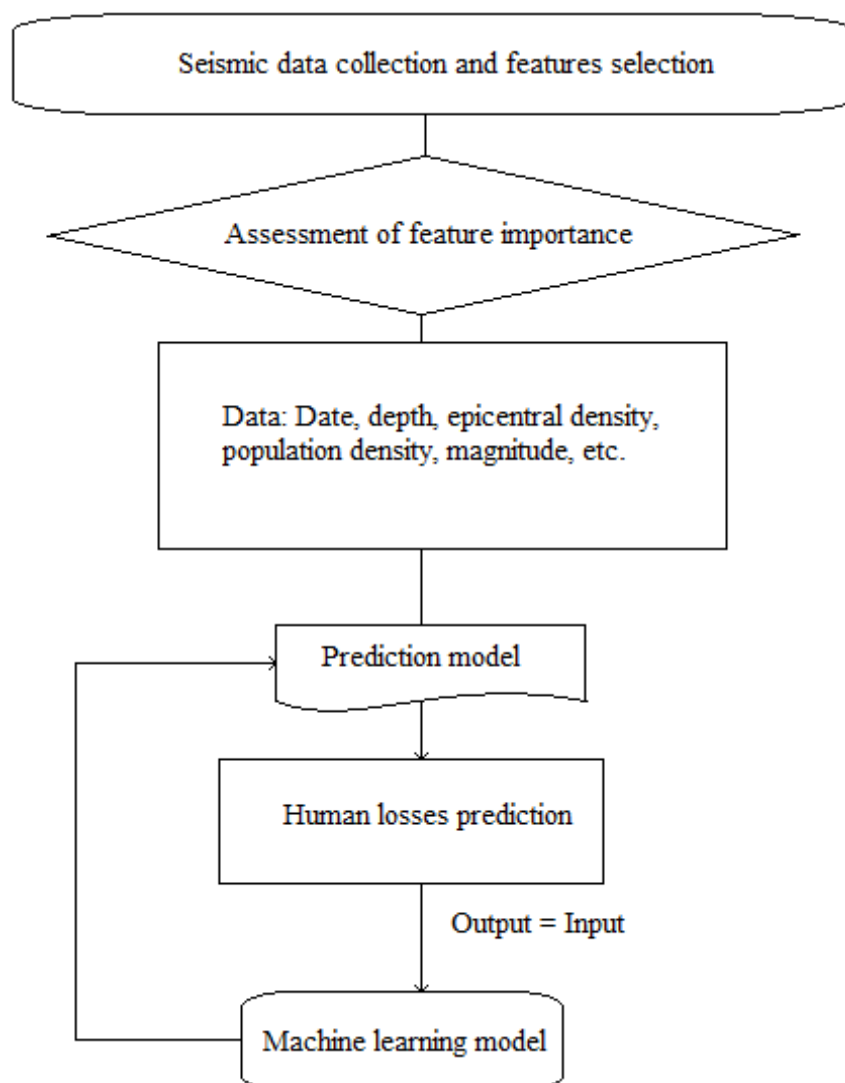 Seismic data collection and features selection
Assessment of feature importance
Data: Date, depth, epicentral density,
population density, magnitude, etc.
Prediction model
Human losses prediction
Output = Input
Machine learning model